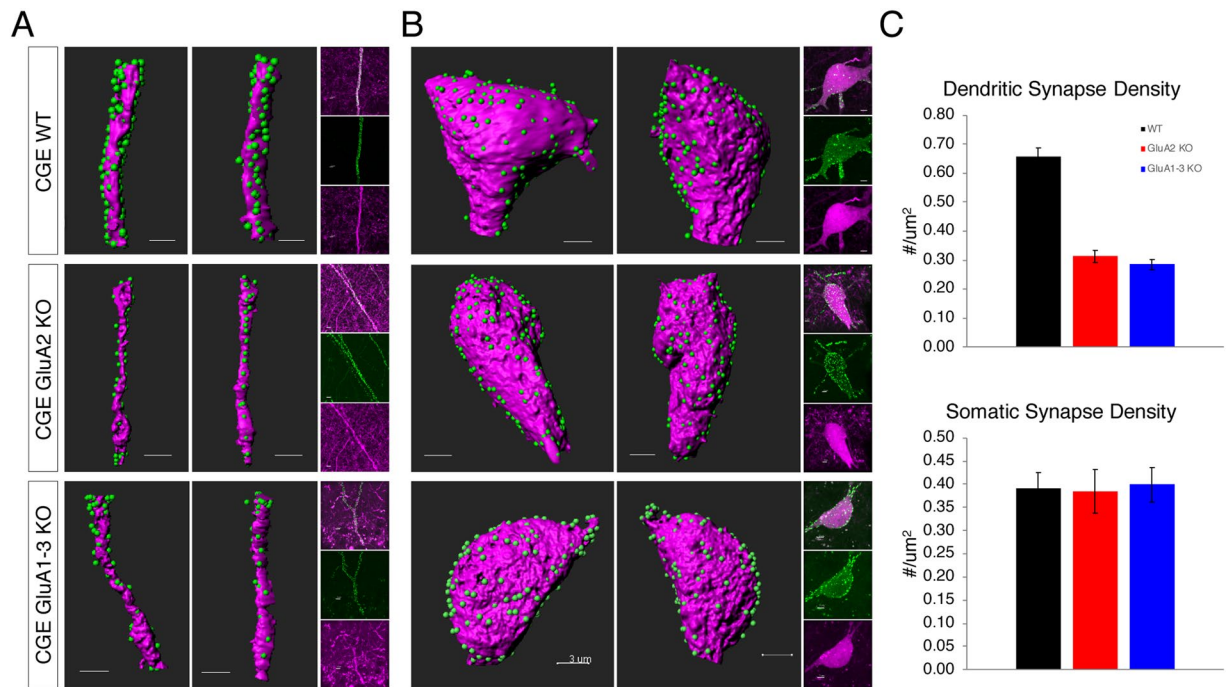 A
B
C
CGE WT
CGE GluA2 KO
CGE GluA1-3 KO
3 um
Dendritic Synapse Density
WT
GluA2 KO
GluA1-3 KO
#/um²
0.80
0.70
0.60
0.50
0.40
0.30
0.20
0.10
0.00
Somatic Synapse Density
#/um²
0.50
0.45
0.40
0.35
0.30
0.25
0.20
0.15
0.10
0.05
0.00